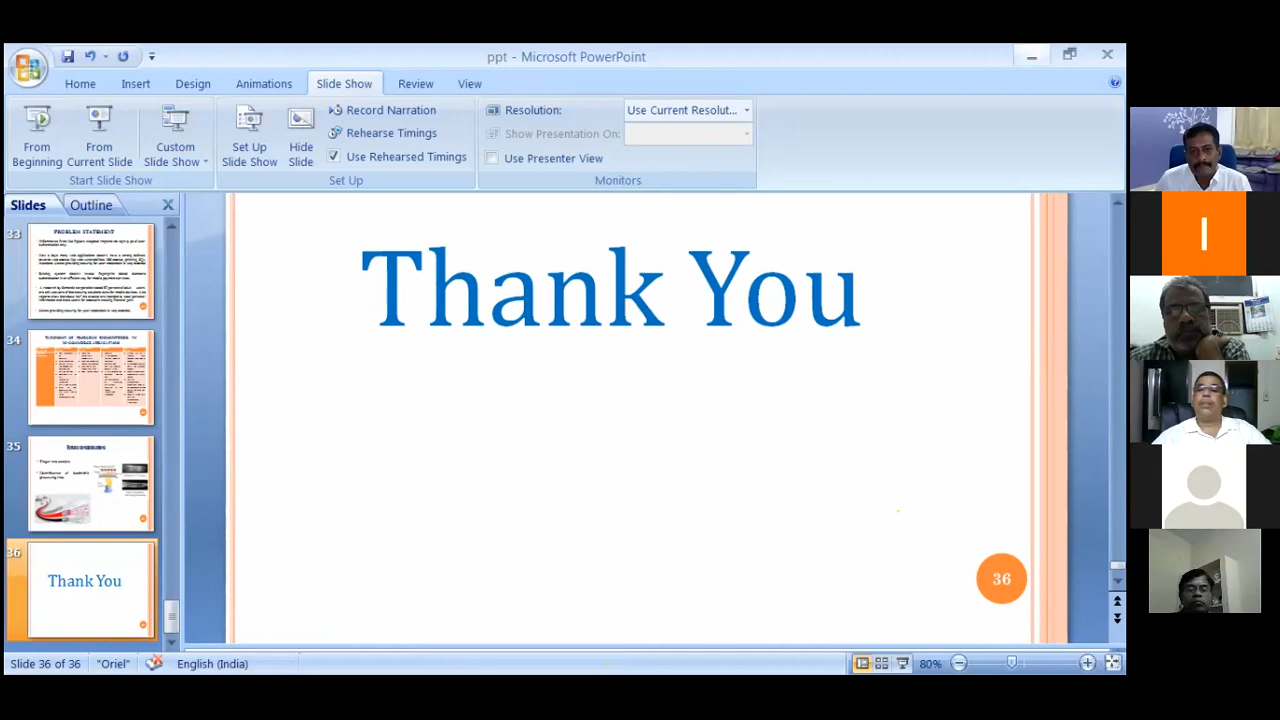 ppt - Microsoft PowerPoint
Home Insert Design Animations Slide Show Review View
From Beginning
From Current Slide
Custom Slide Show
Start Slide Show
Set Up Slide Show
Hide Slide
Record Narration
Rehearse Timings
Use Rehearsed Timings
Set Up
Resolution: Use Current Resolut...
Show Presentation On:
Use Presenter View
Monitors
Slides Outline
33
PROBLEM STATEMENT
34
35
36
Thank You
Thank You
36
I
Slide 36 of 36 "Oriel" English (India) 80%